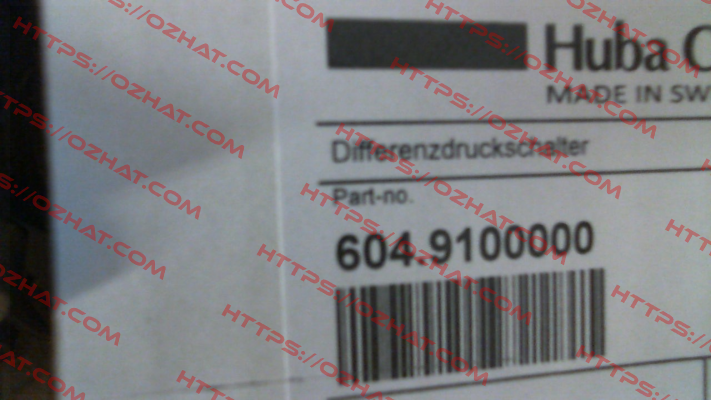 Huba C
MADE IN SW
Differenzdruckschalter
Part-no.
604.9100000
HTTPS://OZHAT.COM